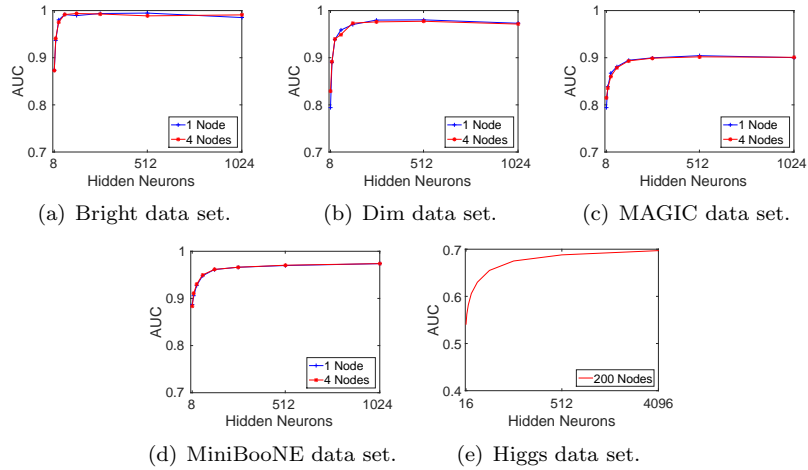 1
0.9
0.8
0.7
AUC
1 Node
4 Nodes
8
512
1024
Hidden Neurons
(a) Bright data set.
1
0.9
0.8
0.7
AUC
1 Node
4 Nodes
8
512
1024
Hidden Neurons
(b) Dim data set.
1
0.9
0.8
0.7
AUC
1 Node
4 Nodes
8
512
1024
Hidden Neurons
(c) MAGIC data set.
1
0.9
0.8
0.7
AUC
1 Node
4 Nodes
8
512
1024
Hidden Neurons
(d) MiniBooNE data set.
0.7
0.6
0.5
0.4
AUC
200 Nodes
16
512
4096
Hidden Neurons
(e) Higgs data set.